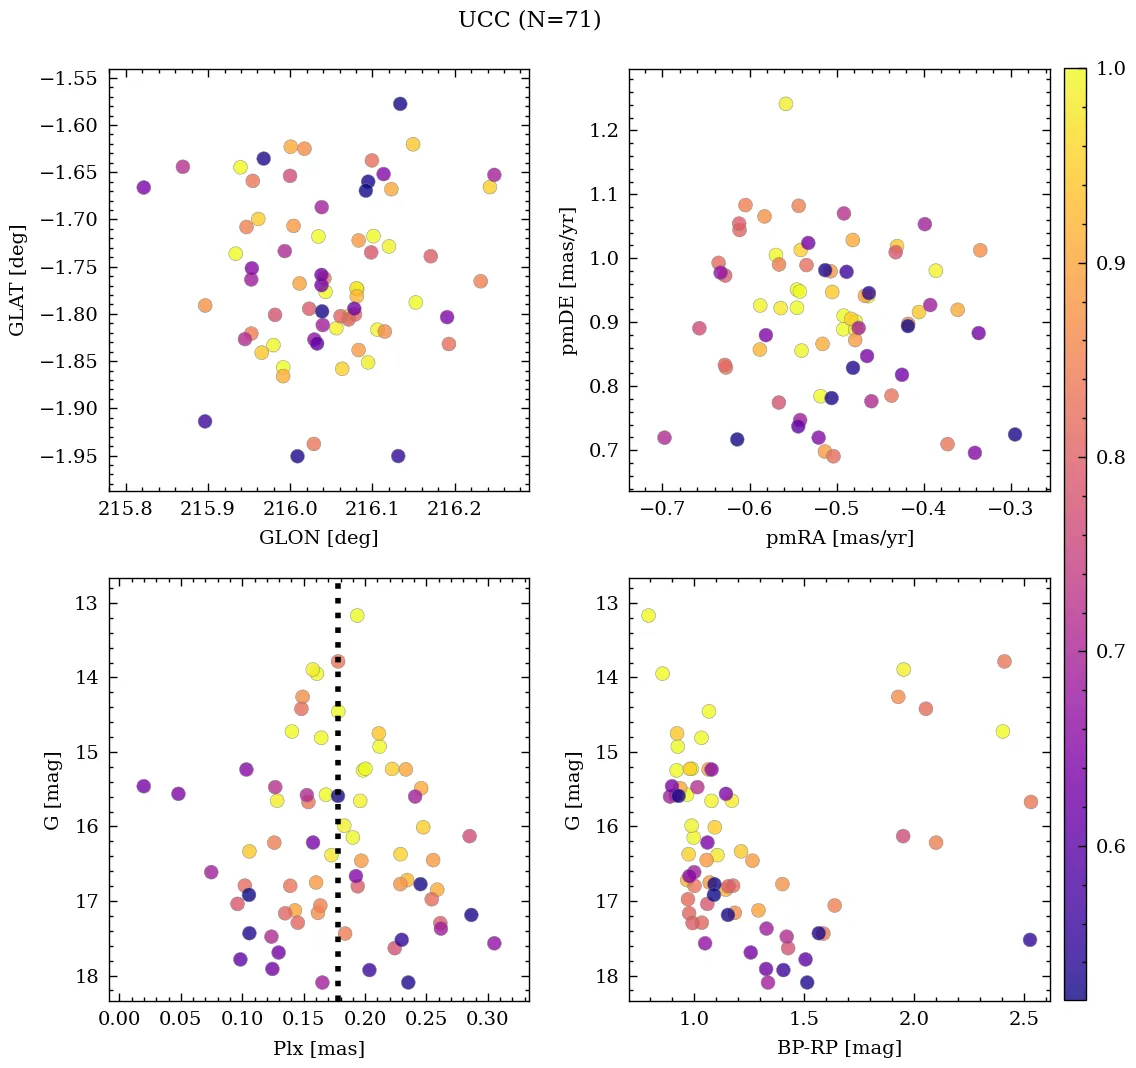 UCC (N=71)
−1.55
−1.60
−1.65
−1.70
−1.75
−1.80
−1.85
−1.90
−1.95
GLAT [deg]
215.8 215.9 216.0 216.1 216.2
GLON [deg]
1.2
1.1
1.0
0.9
0.8
0.7
pmDE [mas/yr]
−0.7 −0.6 −0.5 −0.4 −0.3
pmRA [mas/yr]
1.0
0.9
0.8
0.7
0.6
13
14
15
16
17
18
G [mag]
0.00 0.05 0.10 0.15 0.20 0.25 0.30
Plx [mas]
13
14
15
16
17
18
G [mag]
1.0 1.5 2.0 2.5
BP-RP [mag]